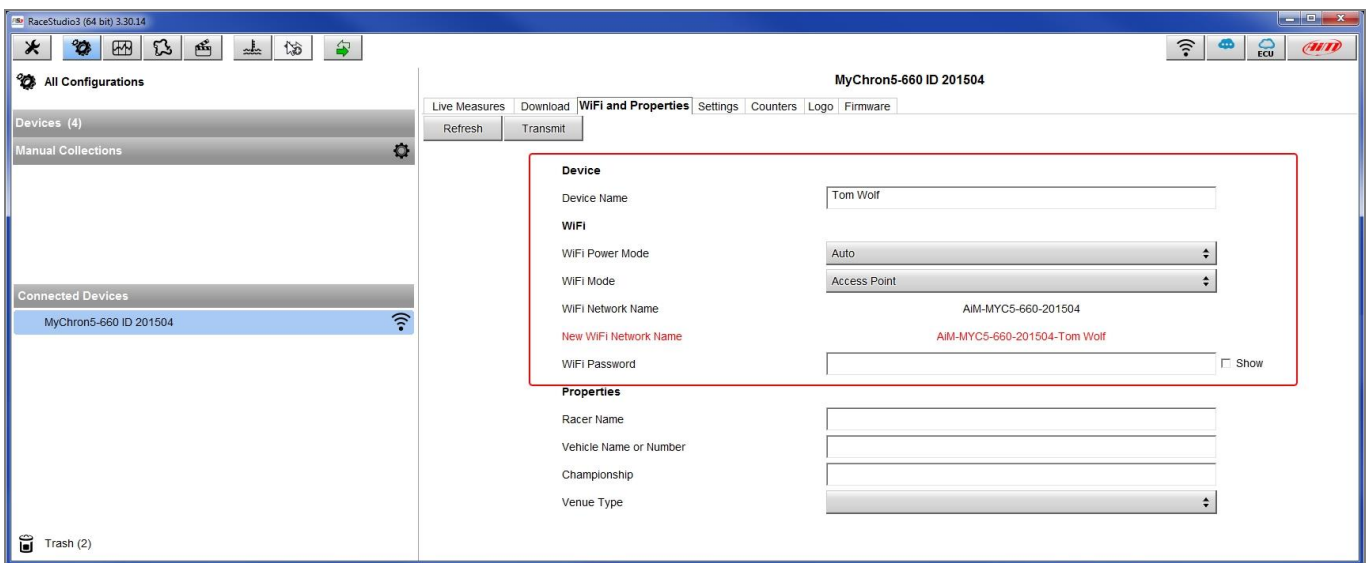 RaceStudio3 (64 bit) 3.30.14
ECU
AiM
All Configurations
MyChron5-660 ID 201504
Live Measures Download WiFi and Properties Settings Counters Logo Firmware
Devices (4)
Refresh Transmit
Manual Collections
Device
Device Name Tom Wolf
WiFi
WiFi Power Mode Auto
WiFi Mode Access Point
Connected Devices
WiFi Network Name AiM-MYC5-660-201504
MyChron5-660 ID 201504
New WiFi Network Name AiM-MYC5-660-201504-Tom Wolf
WiFi Password Show
Properties
Racer Name
Vehicle Name or Number
Championship
Venue Type
Trash (2)